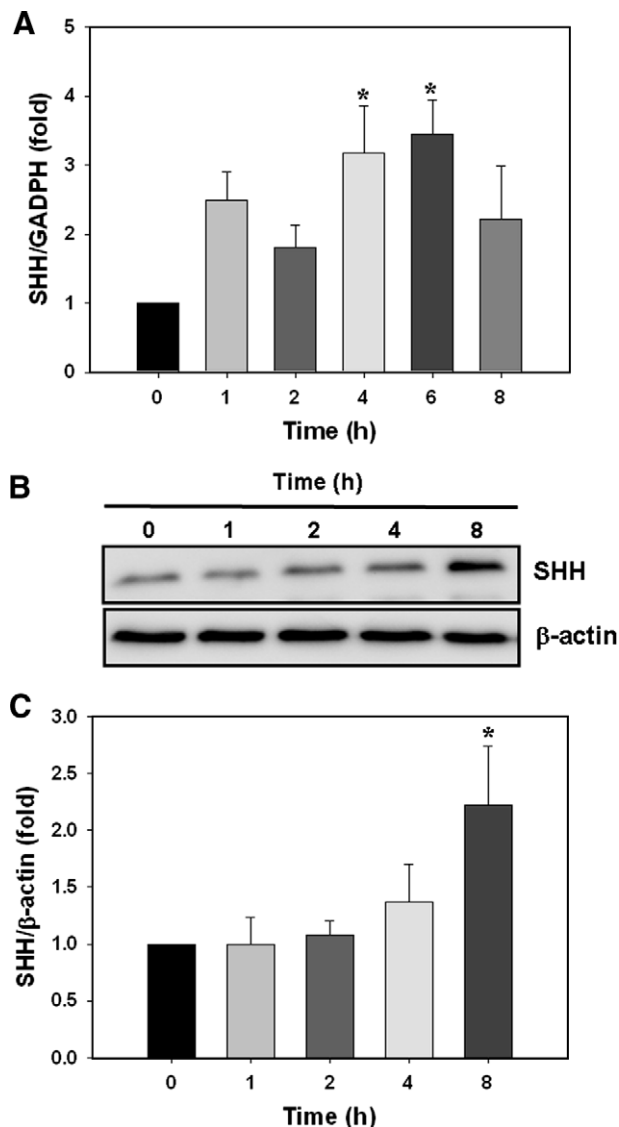 A
SHH/GADPH (fold)
5
4
3
2
1
0
* *
0 1 2 4 6 8
Time (h)
B
Time (h)
0 1 2 4 8
SHH
β-actin
C
SHH/β-actin (fold)
3.0
2.5
2.0
1.5
1.0
0.5
0.0
*
0 1 2 4 8
Time (h)